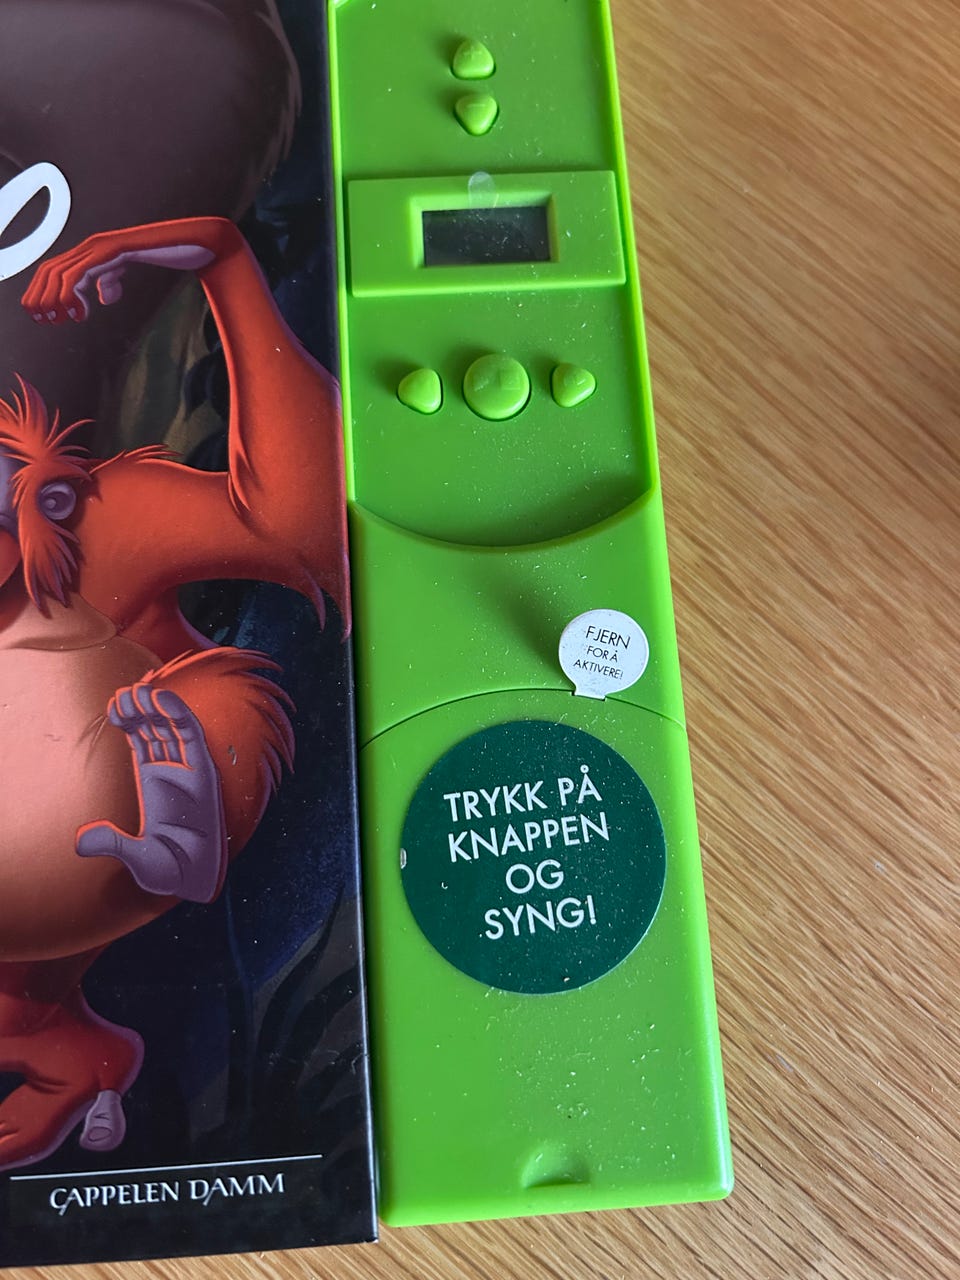 FJERN
FOR Å
AKTIVERE!
TRYKK PÅ
KNAPPEN
OG
SYNG!
CAPPELEN DAMM